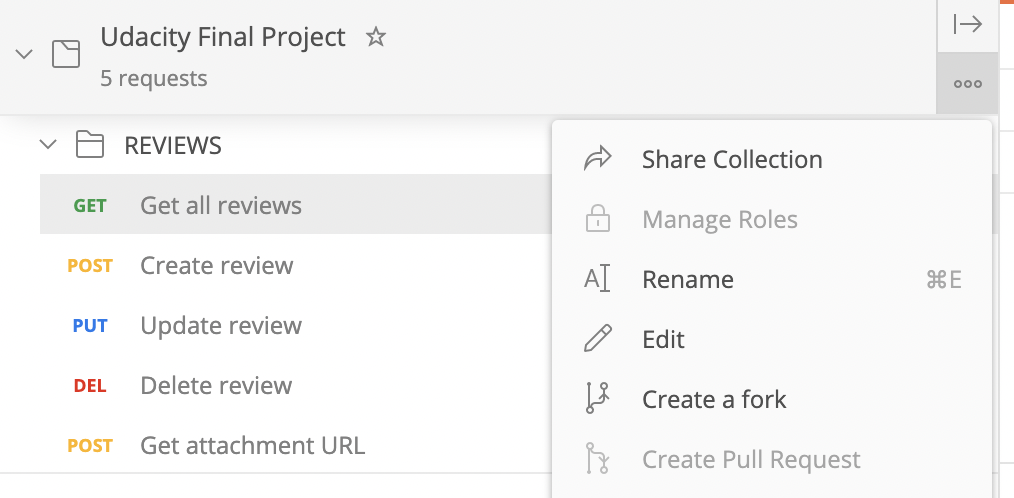 Udacity Final Project
5 requests
REVIEWS
GET Get all reviews
POST Create review
PUT Update review
DEL Delete review
POST Get attachment URL
Share Collection
Manage Roles
Rename ⌘E
Edit
Create a fork
Create Pull Request